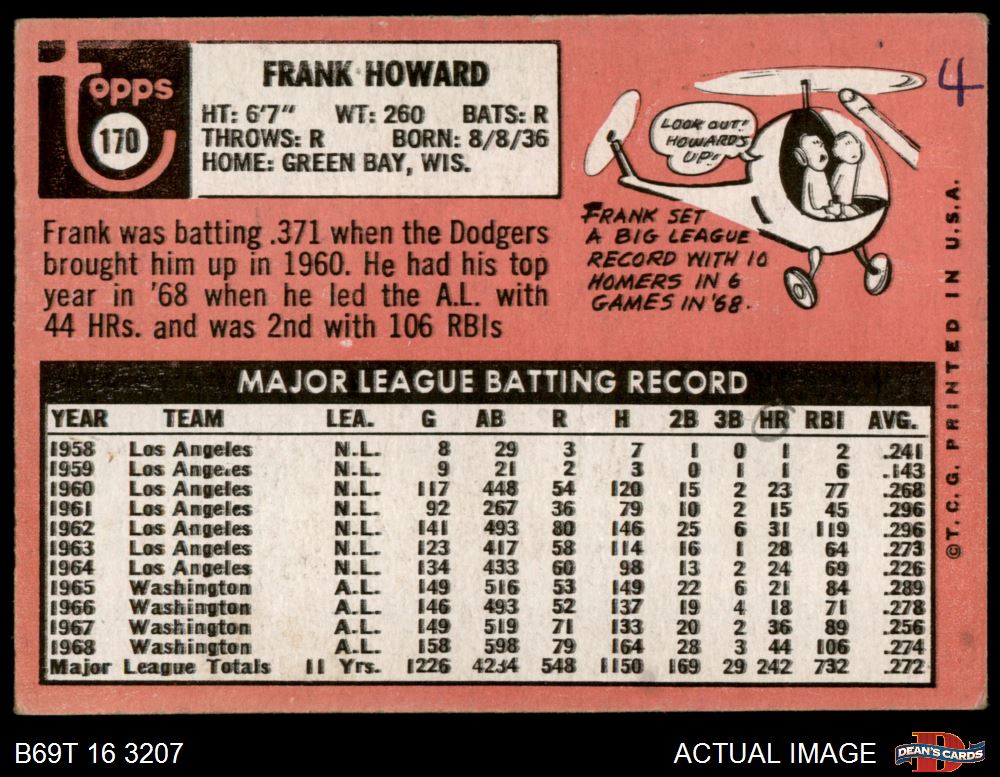 topps
170
FRANK HOWARD
HT: 6'7" WT: 260 BATS: R
THROWS: R BORN: 8/8/36
HOME: GREEN BAY, WIS.
4
LOOK OUT!
HOWARD'S
UP!
Frank was batting .371 when the Dodgers
brought him up in 1960. He had his top
year in '68 when he led the A.L. with
44 HRs. and was 2nd with 106 RBIs
FRANK SET
A BIG LEAGUE
RECORD WITH 10
HOMERS IN 6
GAMES IN '68.
©T.C.G. PRINTED IN U.S.A.
MAJOR LEAGUE BATTING RECORD
YEAR TEAM LEA. G AB R H 2B 3B HR RBI AVG.
1958 Los Angeles N.L. 8 29 3 7 1 0 1 2 .241
1959 Los Angeles N.L. 9 21 2 3 0 1 1 6 .143
1960 Los Angeles N.L. 117 448 54 120 15 2 23 77 .268
1961 Los Angeles N.L. 92 267 36 79 10 2 15 45 .296
1962 Los Angeles N.L. 141 493 80 146 25 6 31 119 .296
1963 Los Angeles N.L. 123 417 58 114 16 1 28 64 .273
1964 Los Angeles N.L. 134 433 60 98 13 2 24 69 .226
1965 Washington A.L. 149 516 53 149 22 6 21 84 .289
1966 Washington A.L. 146 493 52 137 19 4 18 71 .278
1967 Washington A.L. 149 519 71 133 20 2 36 89 .256
1968 Washington A.L. 158 598 79 164 28 3 44 106 .274
Major League Totals 11 Yrs. 1226 4234 548 1150 169 29 242 732 .272
B69T 16 3207
ACTUAL IMAGE
DEAN'S CARDS